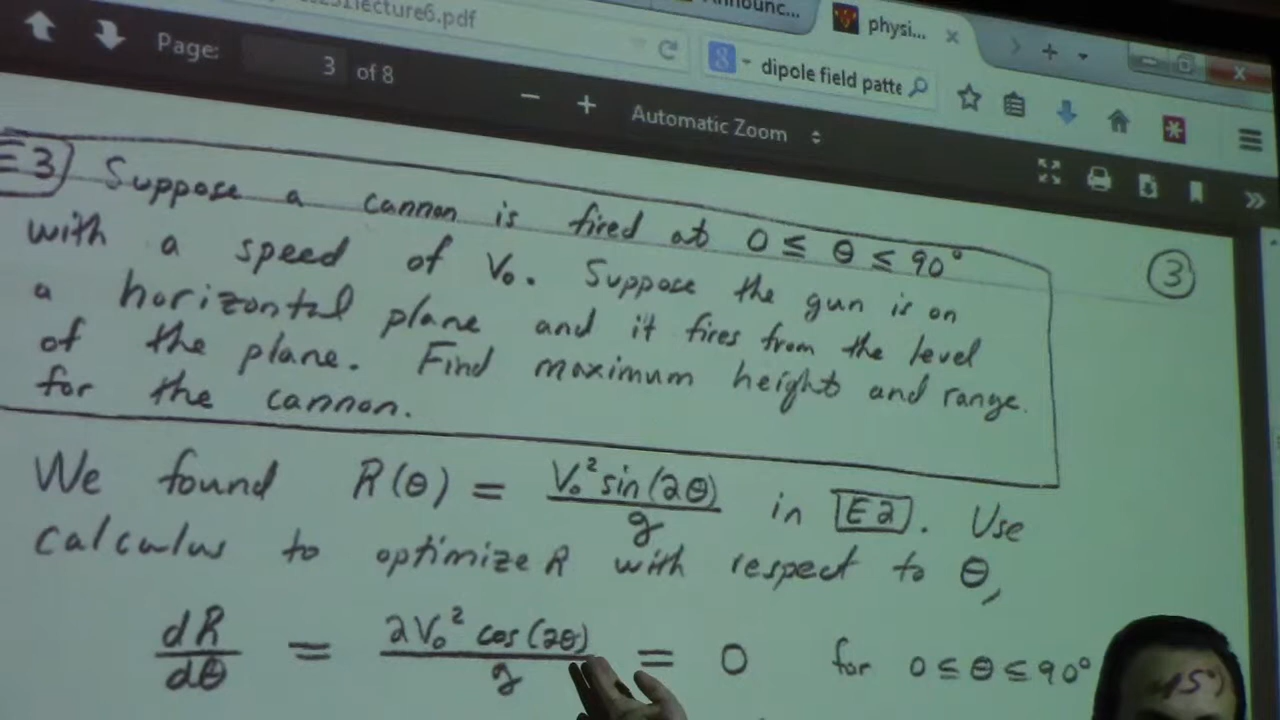 lecture6.pdf
Announc...
physi...
Page: 3 of 8
dipole field patte
Automatic Zoom
E3) Suppose a cannon is fired at 0 ≤ θ ≤ 90°
with a speed of V₀. Suppose the gun is on
a horizontal plane and it fires from the level
of the plane. Find maximum height and range.
for the cannon.
3
We found R(θ) = V₀² sin(2θ) / g in E2. Use
calculus to optimize R with respect to θ,
dR/dθ = 2V₀² cos(2θ) / g = 0 for 0 ≤ θ ≤ 90°